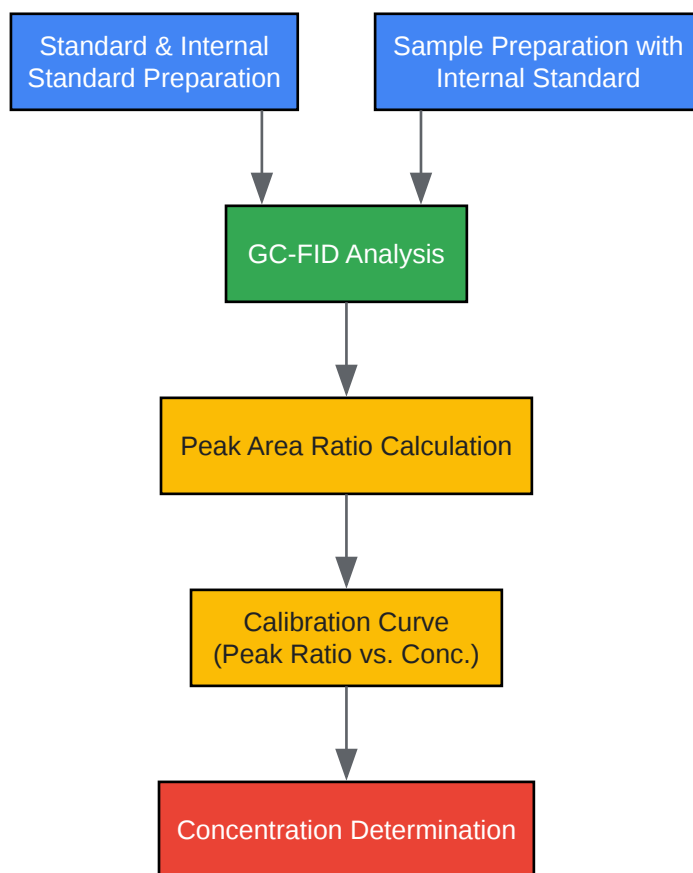 Standard & Internal
Standard Preparation
Sample Preparation with
Internal Standard
GC-FID Analysis
Peak Area Ratio Calculation
Calibration Curve
(Peak Ratio vs. Conc.)
Concentration Determination